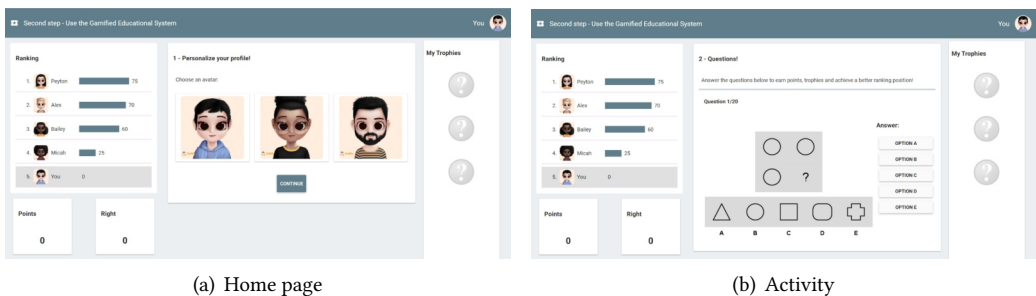 Second step - Use the Gamified Educational System
You
Ranking
1. Peyton 75
2. Alex 70
3. Bailey 60
4. Micah 25
5. You 0
Points
0
Right
0
1 - Personalize your profile!
Choose an avatar:
CONTINUE
My Trophies
?
?
?
(a) Home page
Second step - Use the Gamified Educational System
You
Ranking
1. Peyton 75
2. Alex 70
3. Bailey 60
4. Micah 25
5. You 0
Points
0
Right
0
2 - Questions!
Answer the questions below to earn points, trophies and achieve a better ranking position!
Question 1/20
?
A B C D E
Answer:
OPTION A
OPTION B
OPTION C
OPTION D
OPTION E
My Trophies
?
?
?
(b) Activity